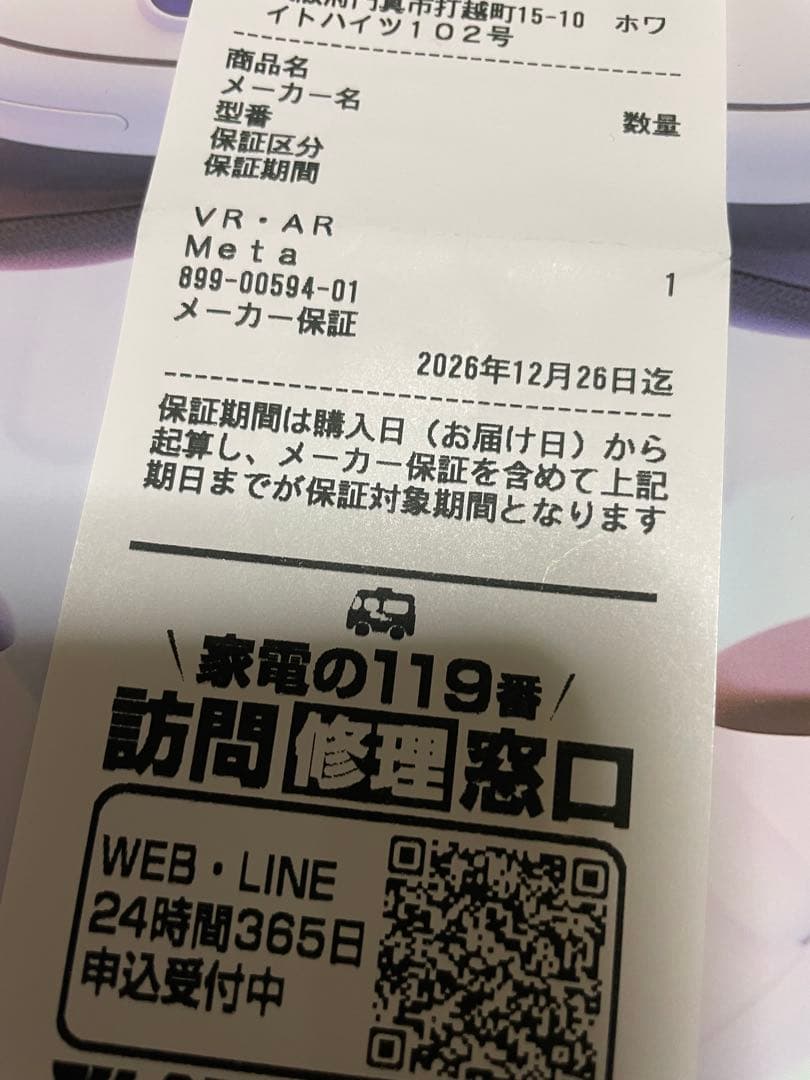 門真市打越町15-10 ホワ
イトハイツ102号
商品名
メーカー名
型番 数量
保証区分
保証期間
VR・AR
Meta
899-00594-01 1
メーカー保証
2026年12月26日迄
保証期間は購入日（お届け日）から
起算し、メーカー保証を含めて上記
期日までが保証対象期間となります
家電の119番
訪問修理窓口
WEB・LINE
24時間365日
申込受付中